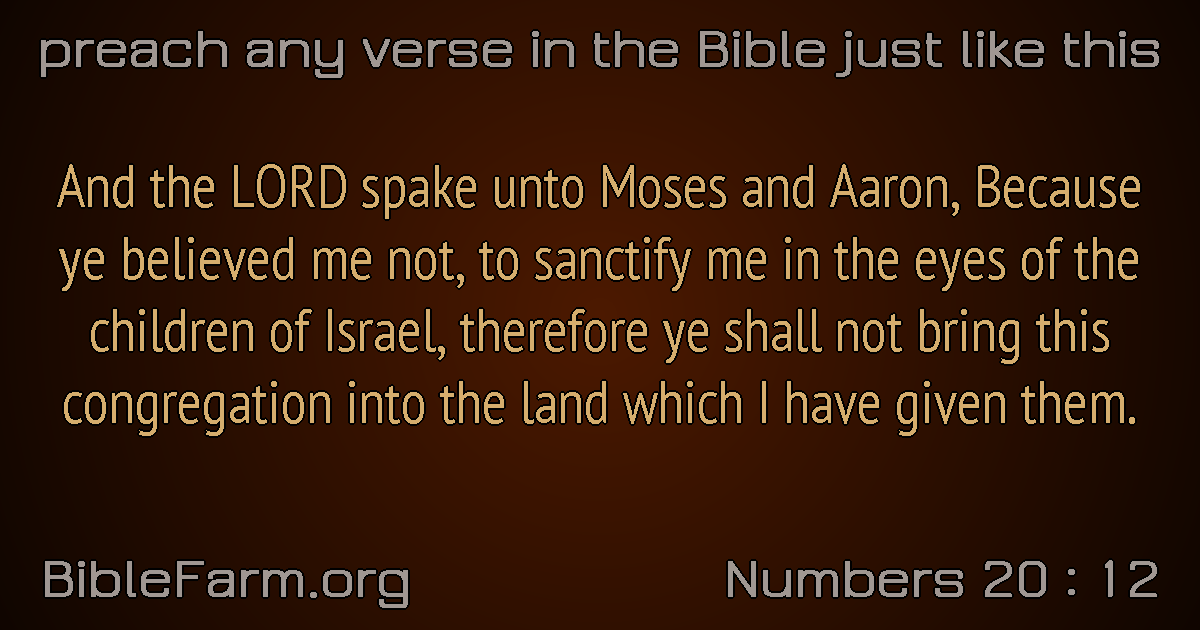 preach any verse in the Bible just like this
And the LORD spake unto Moses and Aaron, Because
ye believed me not, to sanctify me in the eyes of the
children of Israel, therefore ye shall not bring this
congregation into the land which I have given them.
BibleFarm.org
Numbers 20 : 12